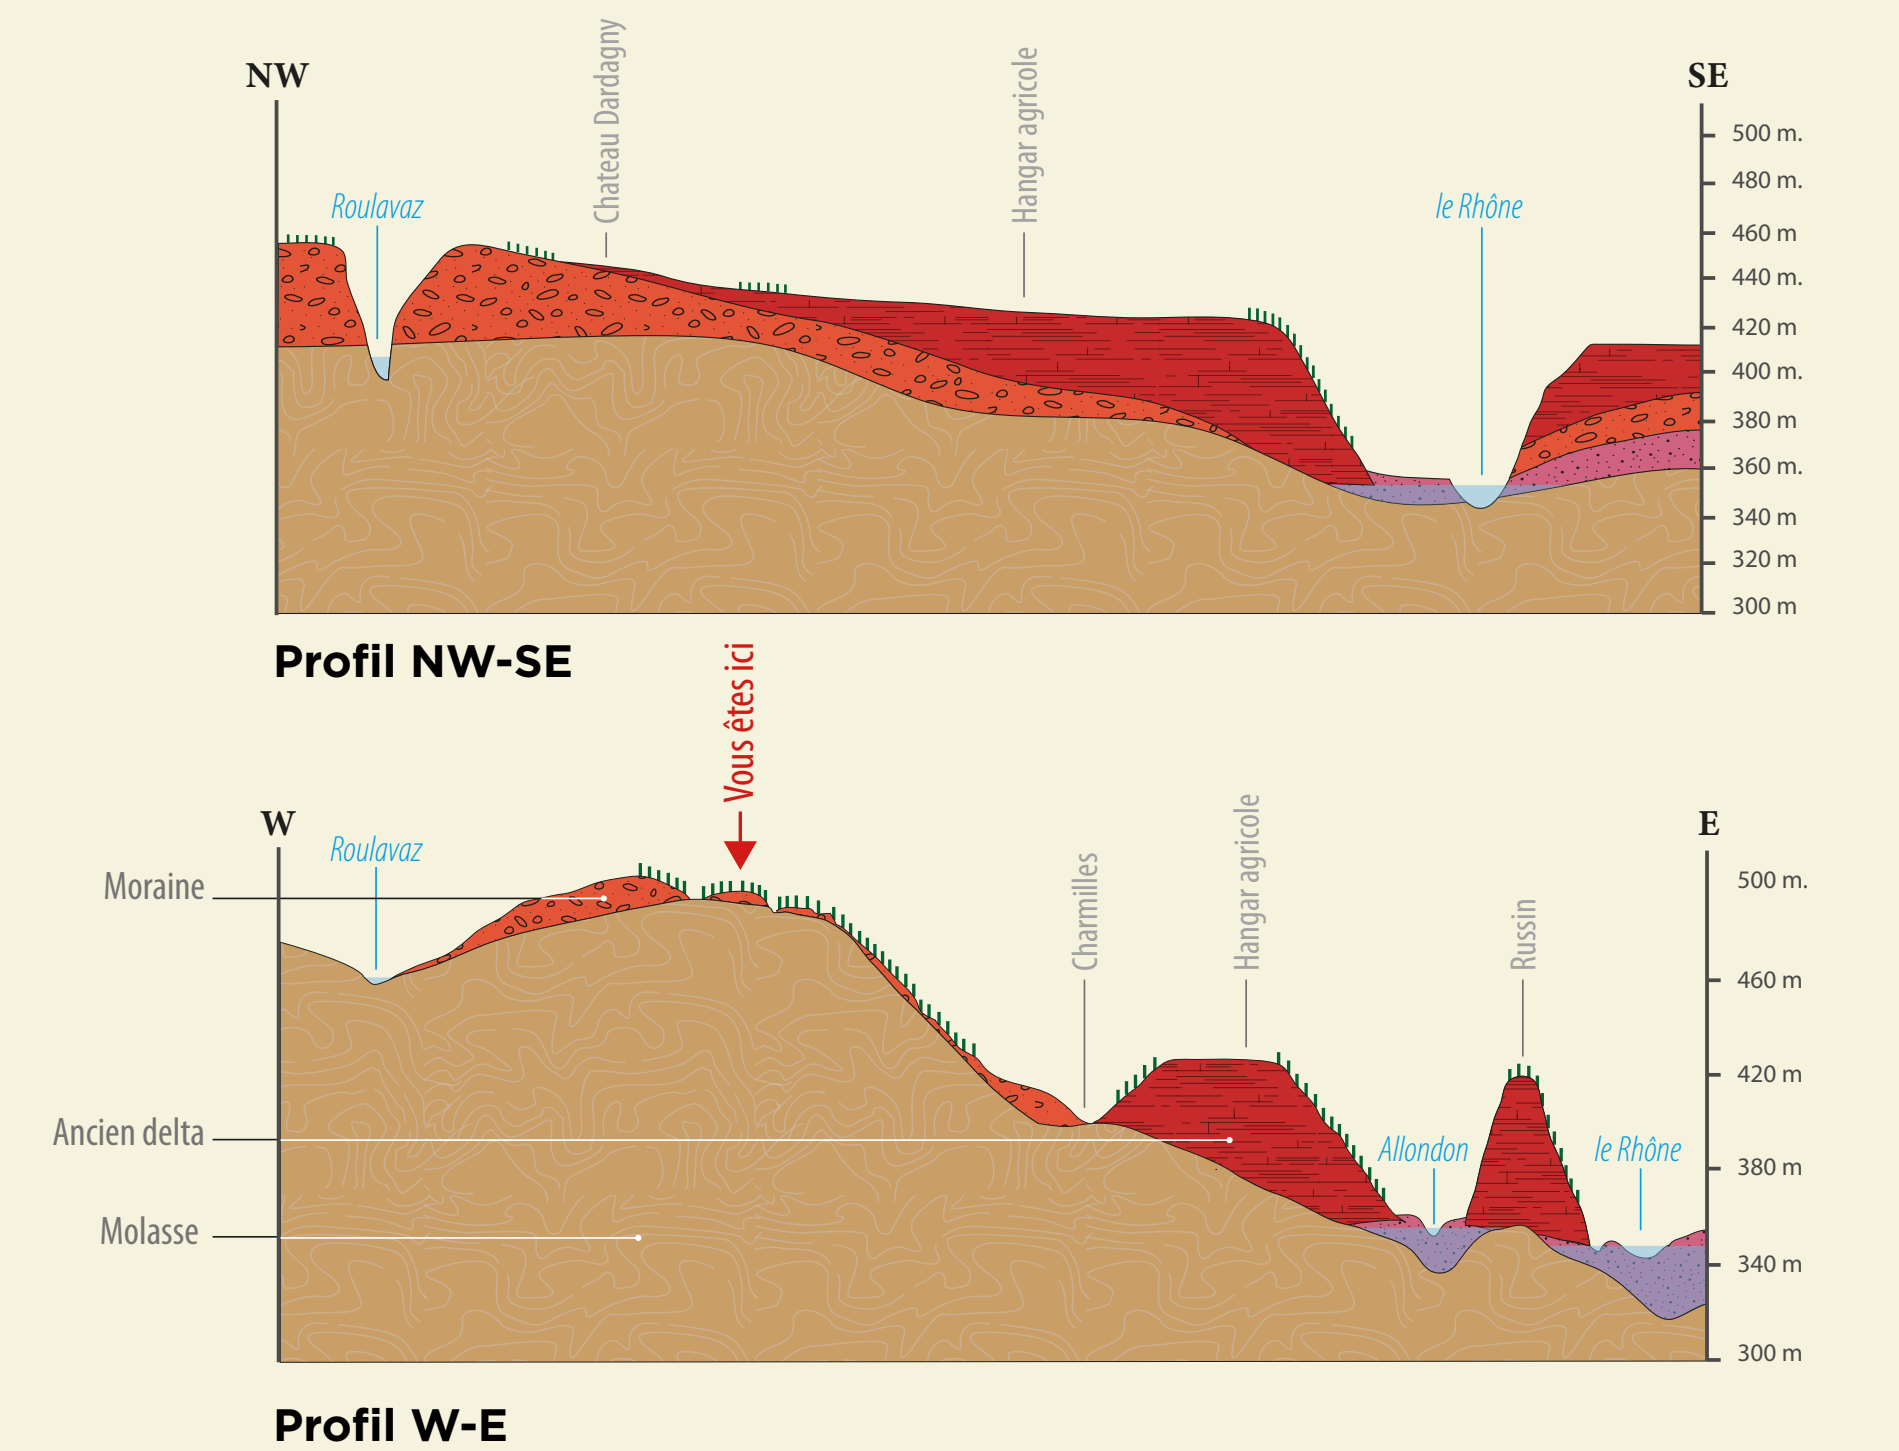 NW
SE
Chateau Dardagny
Hangar agricole
Roulavaz
le Rhône
500 m.
480 m.
460 m
440 m.
420 m
400 m.
380 m
360 m.
340 m
320 m
300 m
Profil NW-SE
Vous êtes ici
W
E
Roulavaz
Moraine
Charmilles
Hangar agricole
Russin
Ancien delta
Allondon
le Rhône
Molasse
500 m.
460 m
420 m
380 m
340 m
300 m
Profil W-E